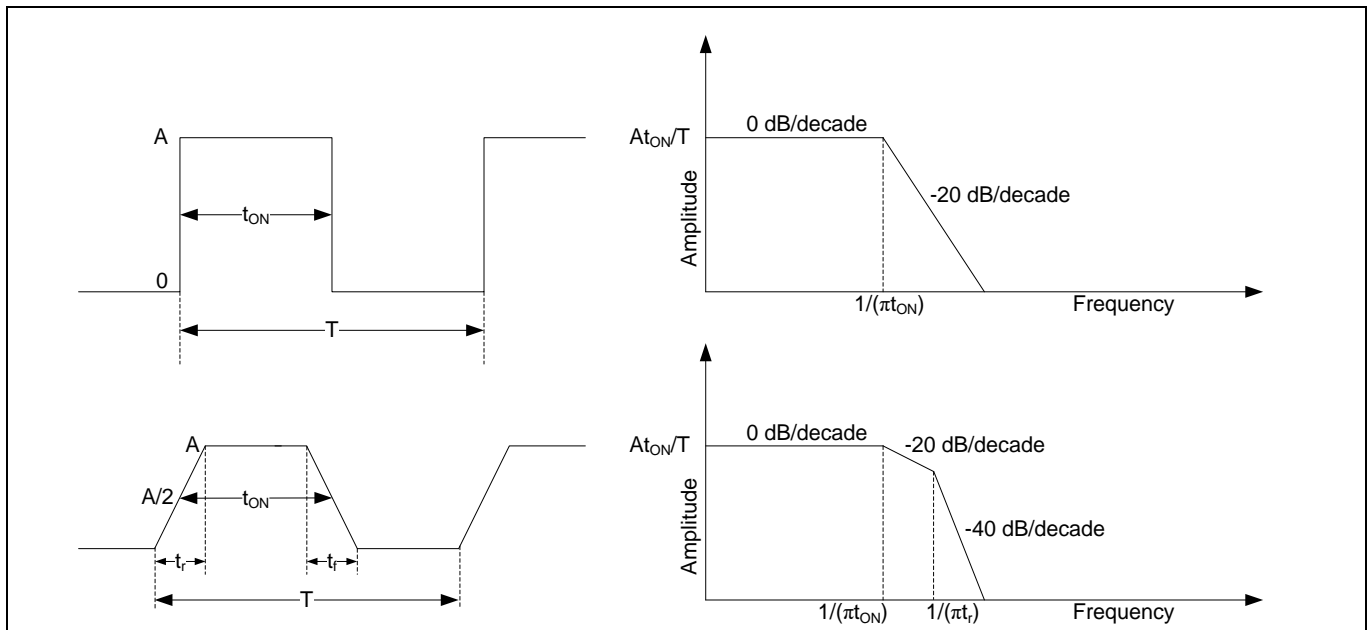 A
t_ON
0
T
0 dB/decade
At_ON/T
-20 dB/decade
Amplitude
1/(πt_ON)
Frequency
A
A/2
t_ON
t_r
t_f
T
0 dB/decade
At_ON/T
-20 dB/decade
-40 dB/decade
Amplitude
1/(πt_ON)
1/(πt_r)
Frequency